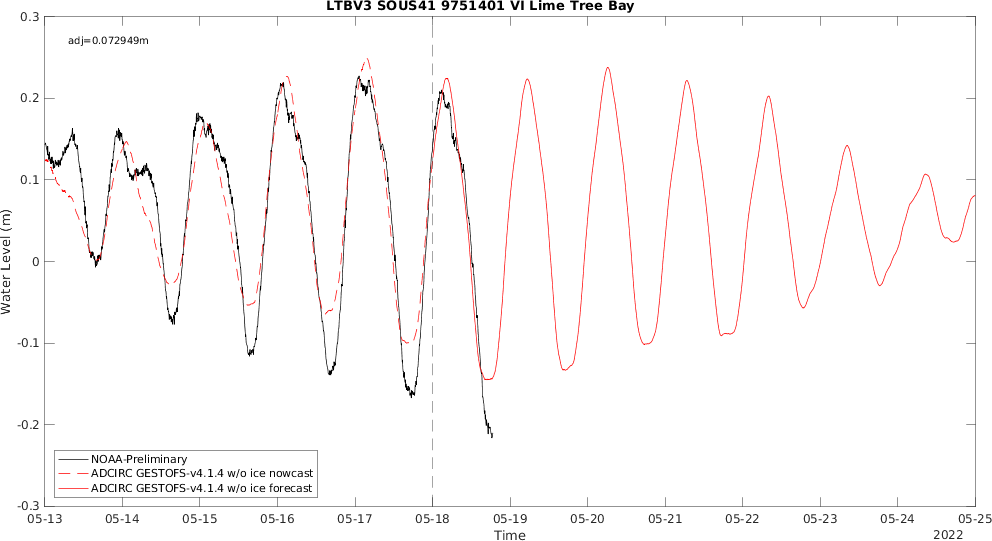 LTBV3 SOUS41 9751401 VI Lime Tree Bay
adj=0.072949m
0.3
0.2
0.1
0
-0.1
-0.2
-0.3
Water Level (m)
NOAA-Preliminary
ADCIRC GESTOFS-v4.1.4 w/o ice nowcast
ADCIRC GESTOFS-v4.1.4 w/o ice forecast
05-13 05-14 05-15 05-16 05-17 05-18 05-19 05-20 05-21 05-22 05-23 05-24 05-25
Time
2022